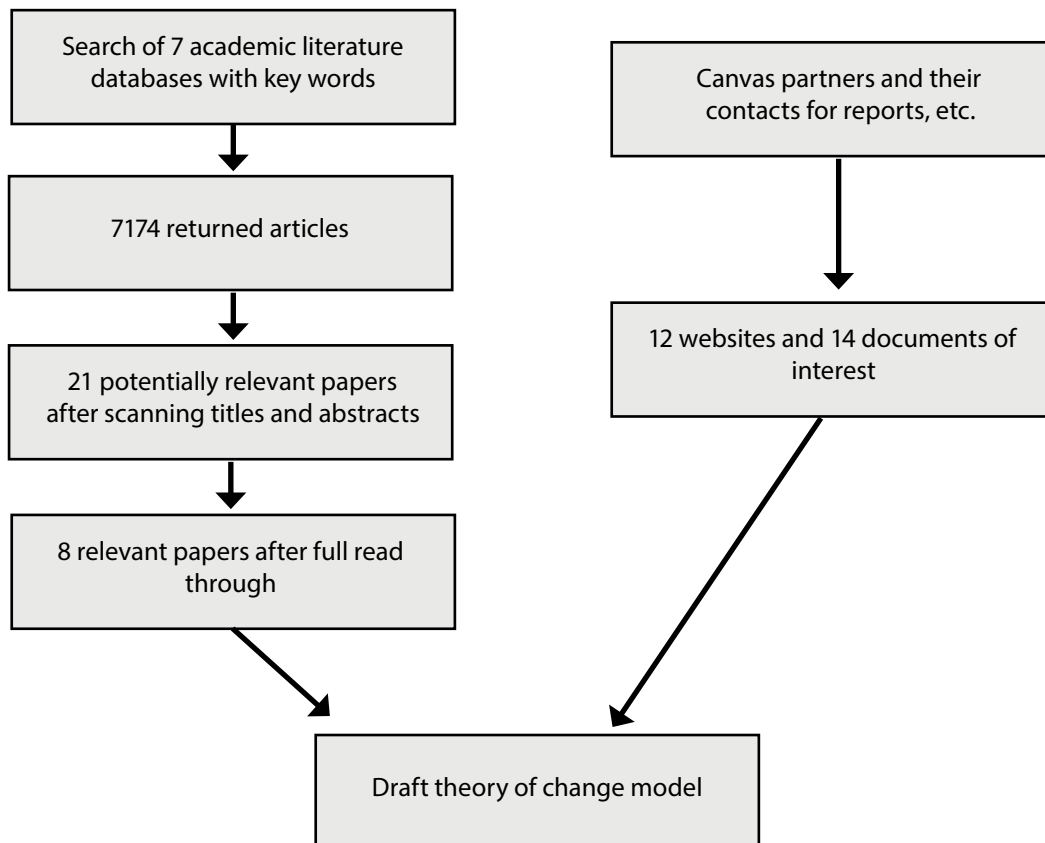 Search of 7 academic literature
databases with key words
7174 returned articles
21 potentially relevant papers
after scanning titles and abstracts
8 relevant papers after full read
through
Canvas partners and their
contacts for reports, etc.
12 websites and 14 documents of
interest
Draft theory of change model